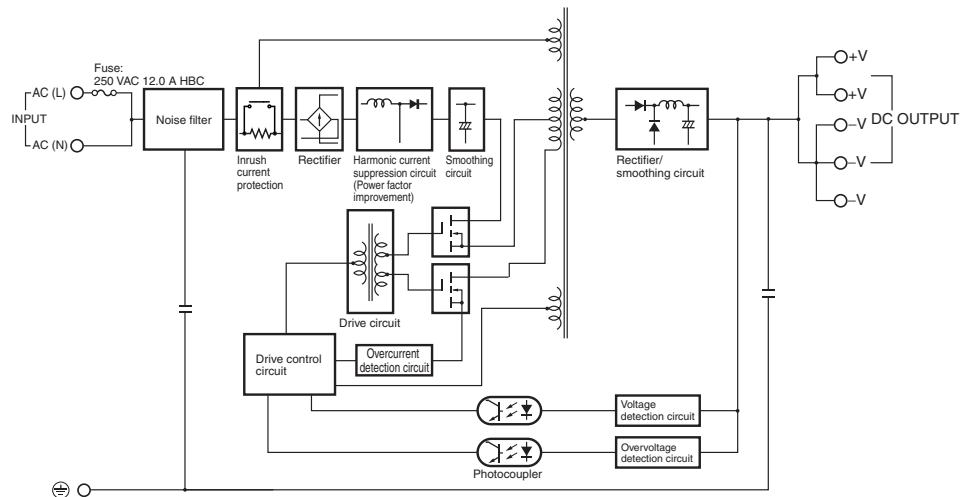 Fuse:
250 VAC 12.0 A HBC
AC (L)
INPUT
AC (N)
Noise filter
Inrush
current
protection
Rectifier
Harmonic current
suppression circuit
(Power factor
improvement)
Smoothing
circuit
Rectifier/
smoothing circuit
+V
+V
–V
–V
–V
DC OUTPUT
Drive circuit
Drive control
circuit
Overcurrent
detection circuit
Voltage
detection circuit
Overvoltage
detection circuit
Photocoupler